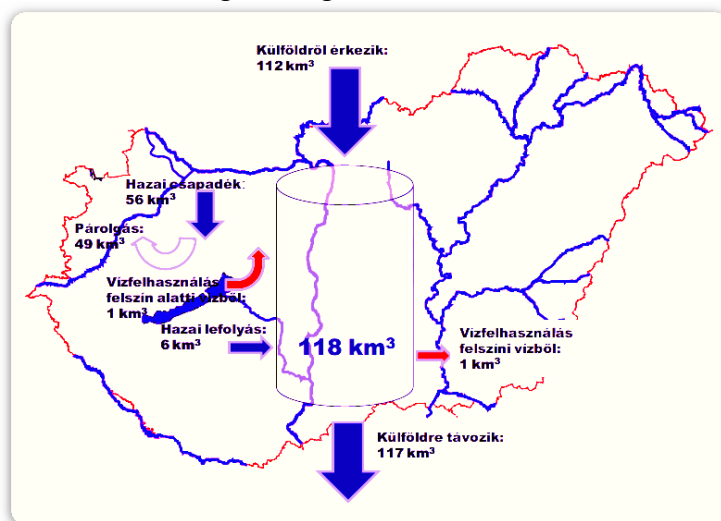 Külföldről érkezik:
112 km³
Hazai csapadék:
56 km³
Párolgás:
49 km³
Vízfelhasználás
felszín alatti vízből:
1 km³
Hazai lefolyás:
6 km³
118 km³
Vízfelhasználás
felszíni vízből:
1 km³
Külföldre távozik:
117 km³